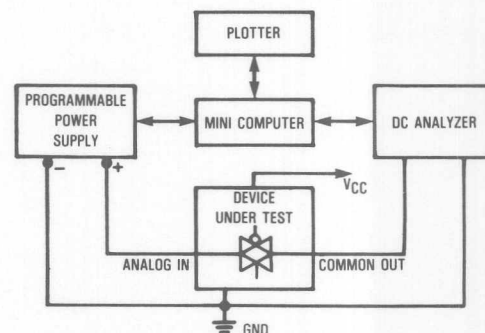 PLOTTER
PROGRAMMABLE
POWER
SUPPLY
MINI COMPUTER
DC ANALYZER
- +
DEVICE
UNDER TEST
VCC
ANALOG IN
COMMON OUT
GND